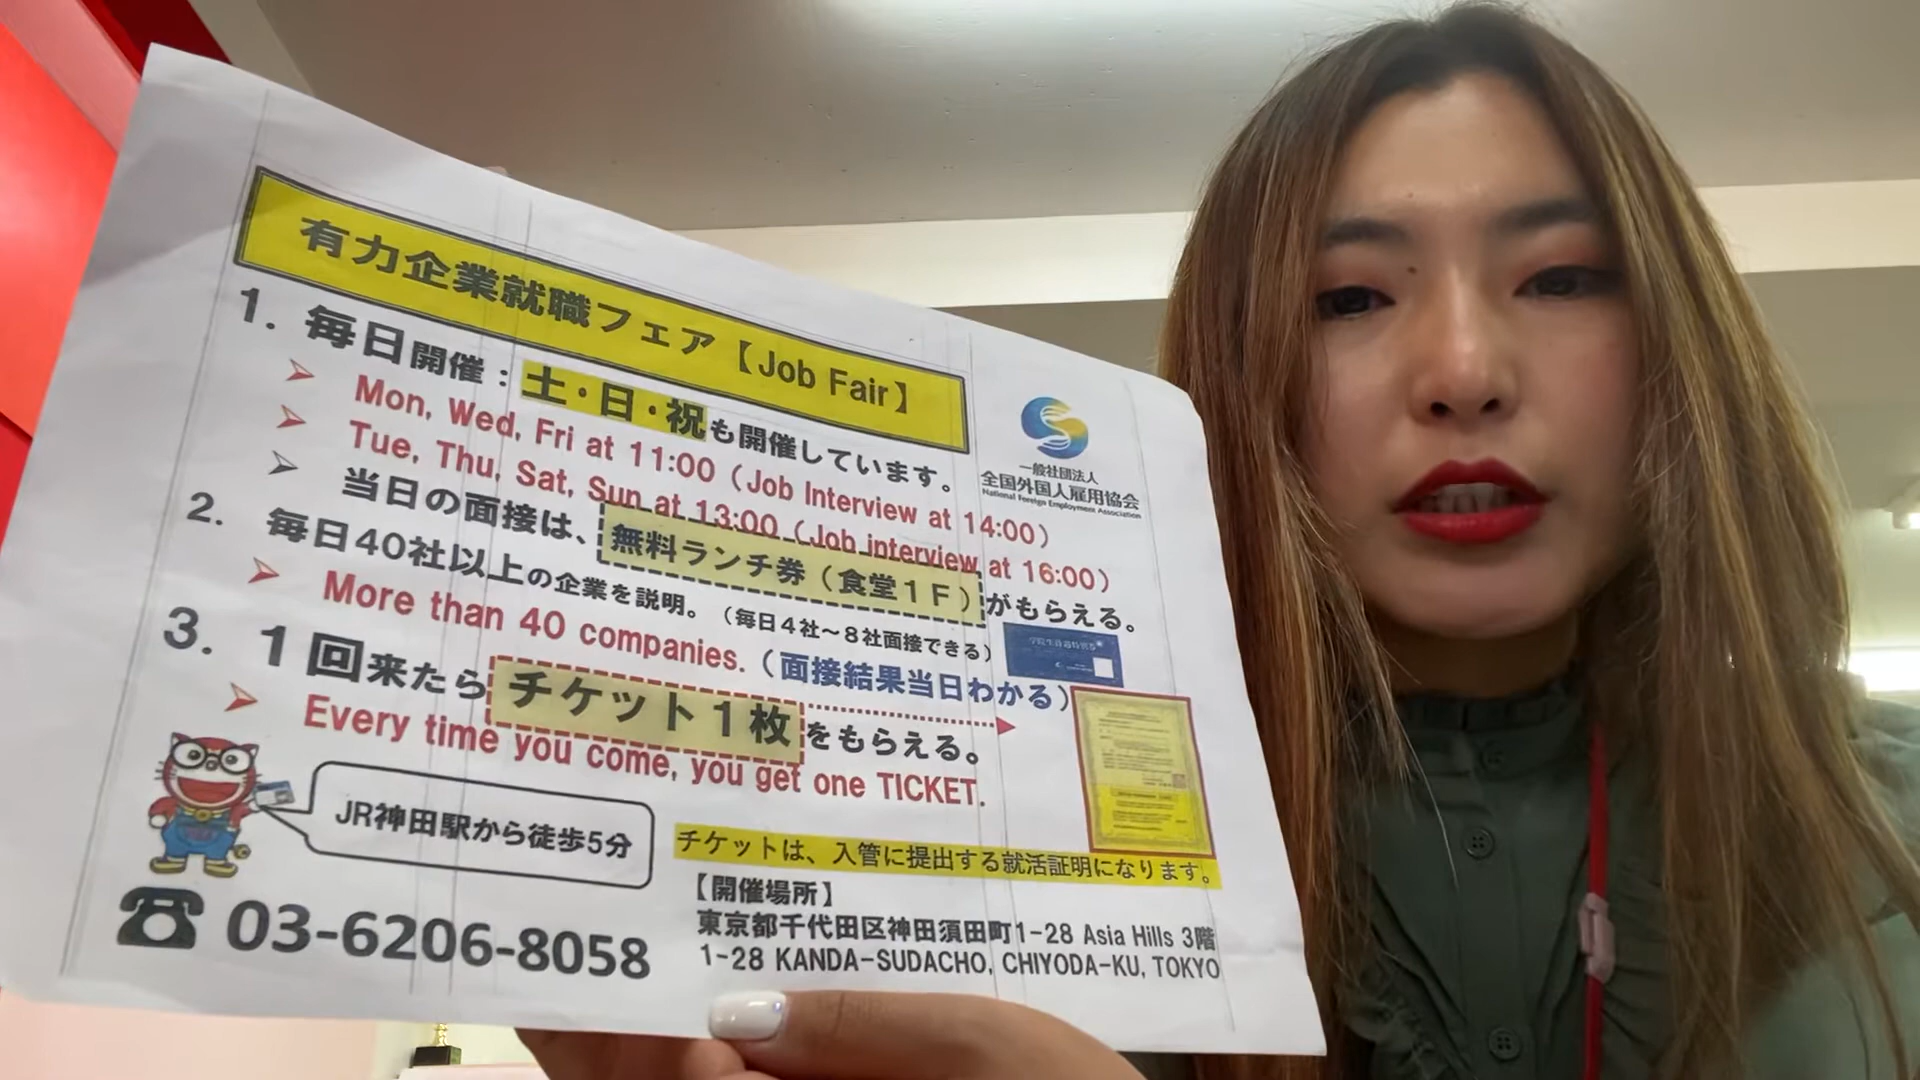 有力企業就職フェア【Job Fair】
一般社団法人
全国外国人雇用協会
National Foreign Employment Association
1. 毎日開催：土・日・祝も開催しています。
Mon, Wed, Fri at 11:00（Job Interview at 14:00）
Tue, Thu, Sat, Sun at 13:00（Job interview at 16:00）
当日の面接は、無料ランチ券（食堂１Ｆ）がもらえる。
2. 毎日40社以上の企業を説明。（毎日４社～８社面接できる）
More than 40 companies.（面接結果当日わかる）
3. １回来たらチケット１枚をもらえる。
Every time you come, you get one TICKET.
JR神田駅から徒歩5分
03-6206-8058
チケットは、入管に提出する就活証明になります。
【開催場所】
東京都千代田区神田須田町1-28 Asia Hills 3階
1-28 KANDA-SUDACHO, CHIYODA-KU, TOKYO